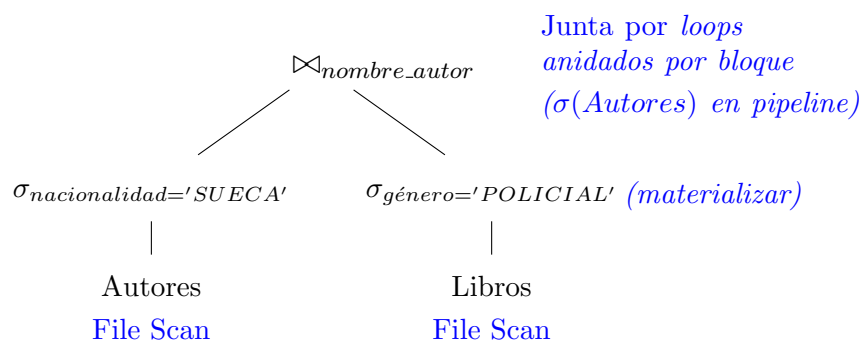 Junta por loops
anidados por bloque
(σ(Autores) en pipeline)
⋈nombre_autor
σnacionalidad='SUECA'
σgénero='POLICIAL' (materializar)
Autores
Libros
File Scan
File Scan